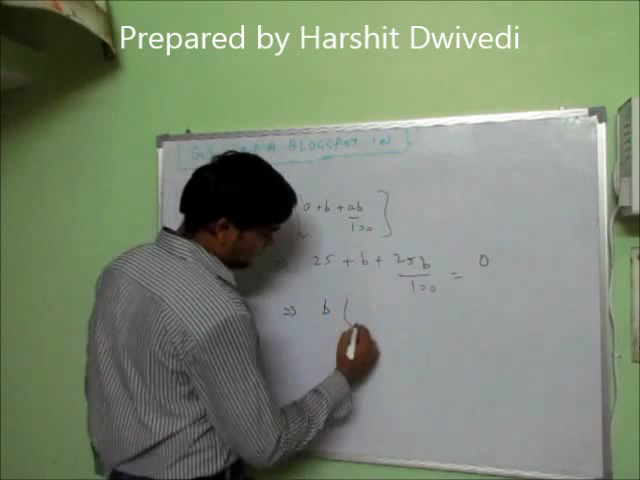 Prepared by Harshit Dwivedi
BLOGSPOT IN
[a+b+ab/100]
⇒ 25 + b + 25b/100 = 0
⇒ b (